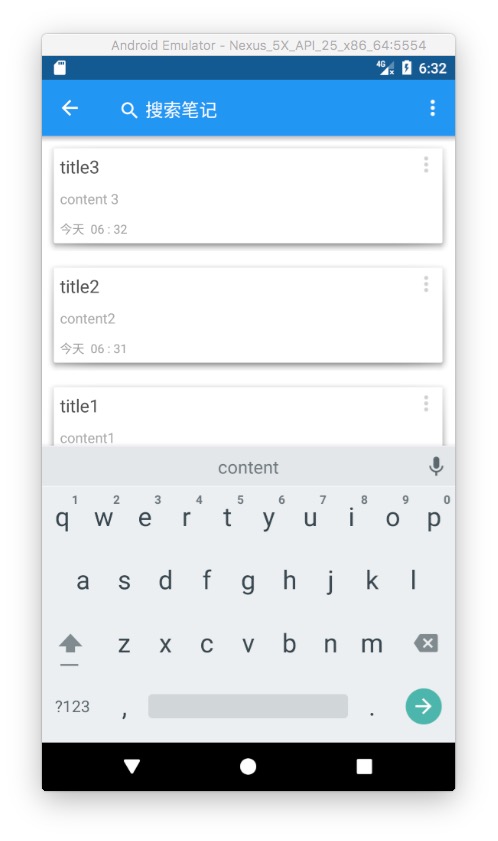 Android Emulator - Nexus_5X_API_25_x86_64:5554
4G 6:32
搜索笔记
title3
content 3
今天 06 : 32
title2
content2
今天 06 : 31
title1
content1
content
1 2 3 4 5 6 7 8 9 0
q w e r t y u i o p
a s d f g h j k l
z x c v b n m
?123 , .